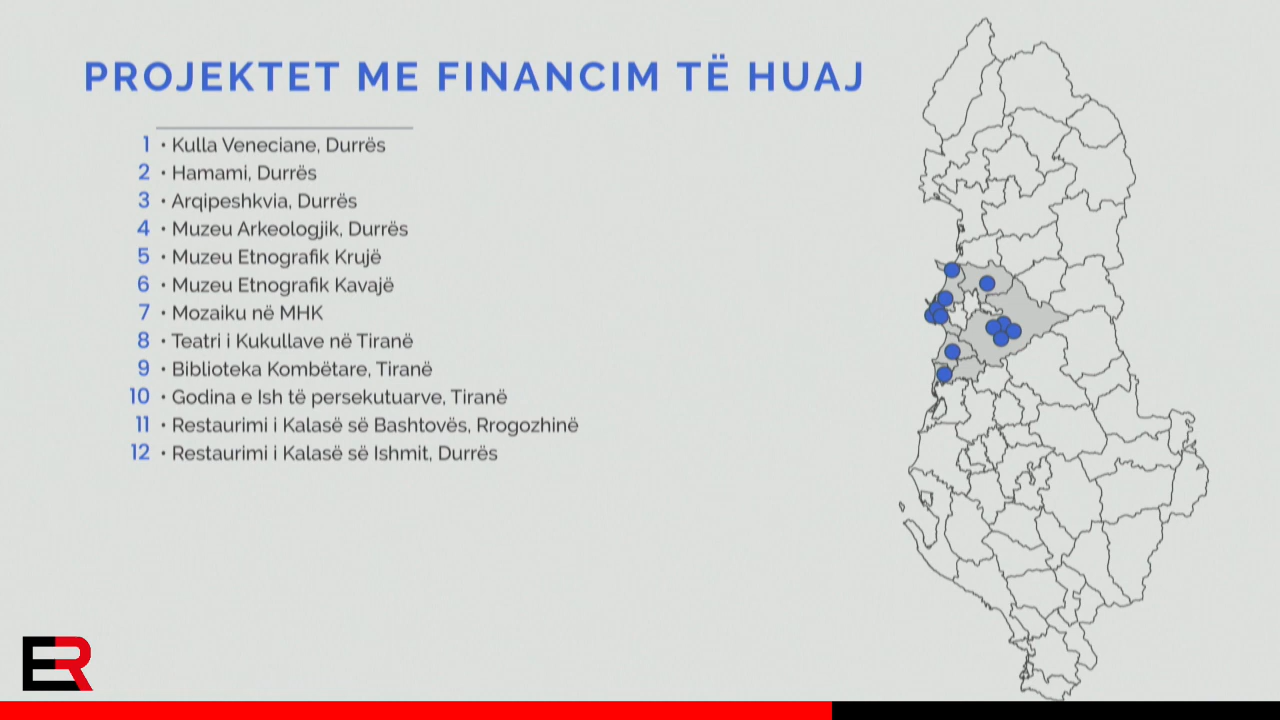 PROJEKTET ME FINANCIM TË HUAJ
1 • Kulla Veneciane, Durrës
2 • Hamami, Durrës
3 • Arqipeshkvia, Durrës
4 • Muzeu Arkeologjik, Durrës
5 • Muzeu Etnografik Krujë
6 • Muzeu Etnografik Kavajë
7 • Mozaiku në MHK
8 • Teatri i Kukullave në Tiranë
9 • Biblioteka Kombëtare, Tiranë
10 • Godina e Ish të persekutuarve, Tiranë
11 • Restaurimi i Kalasë së Bashtovës, Rrogozhinë
12 • Restaurimi i Kalasë së Ishmit, Durrës
ER